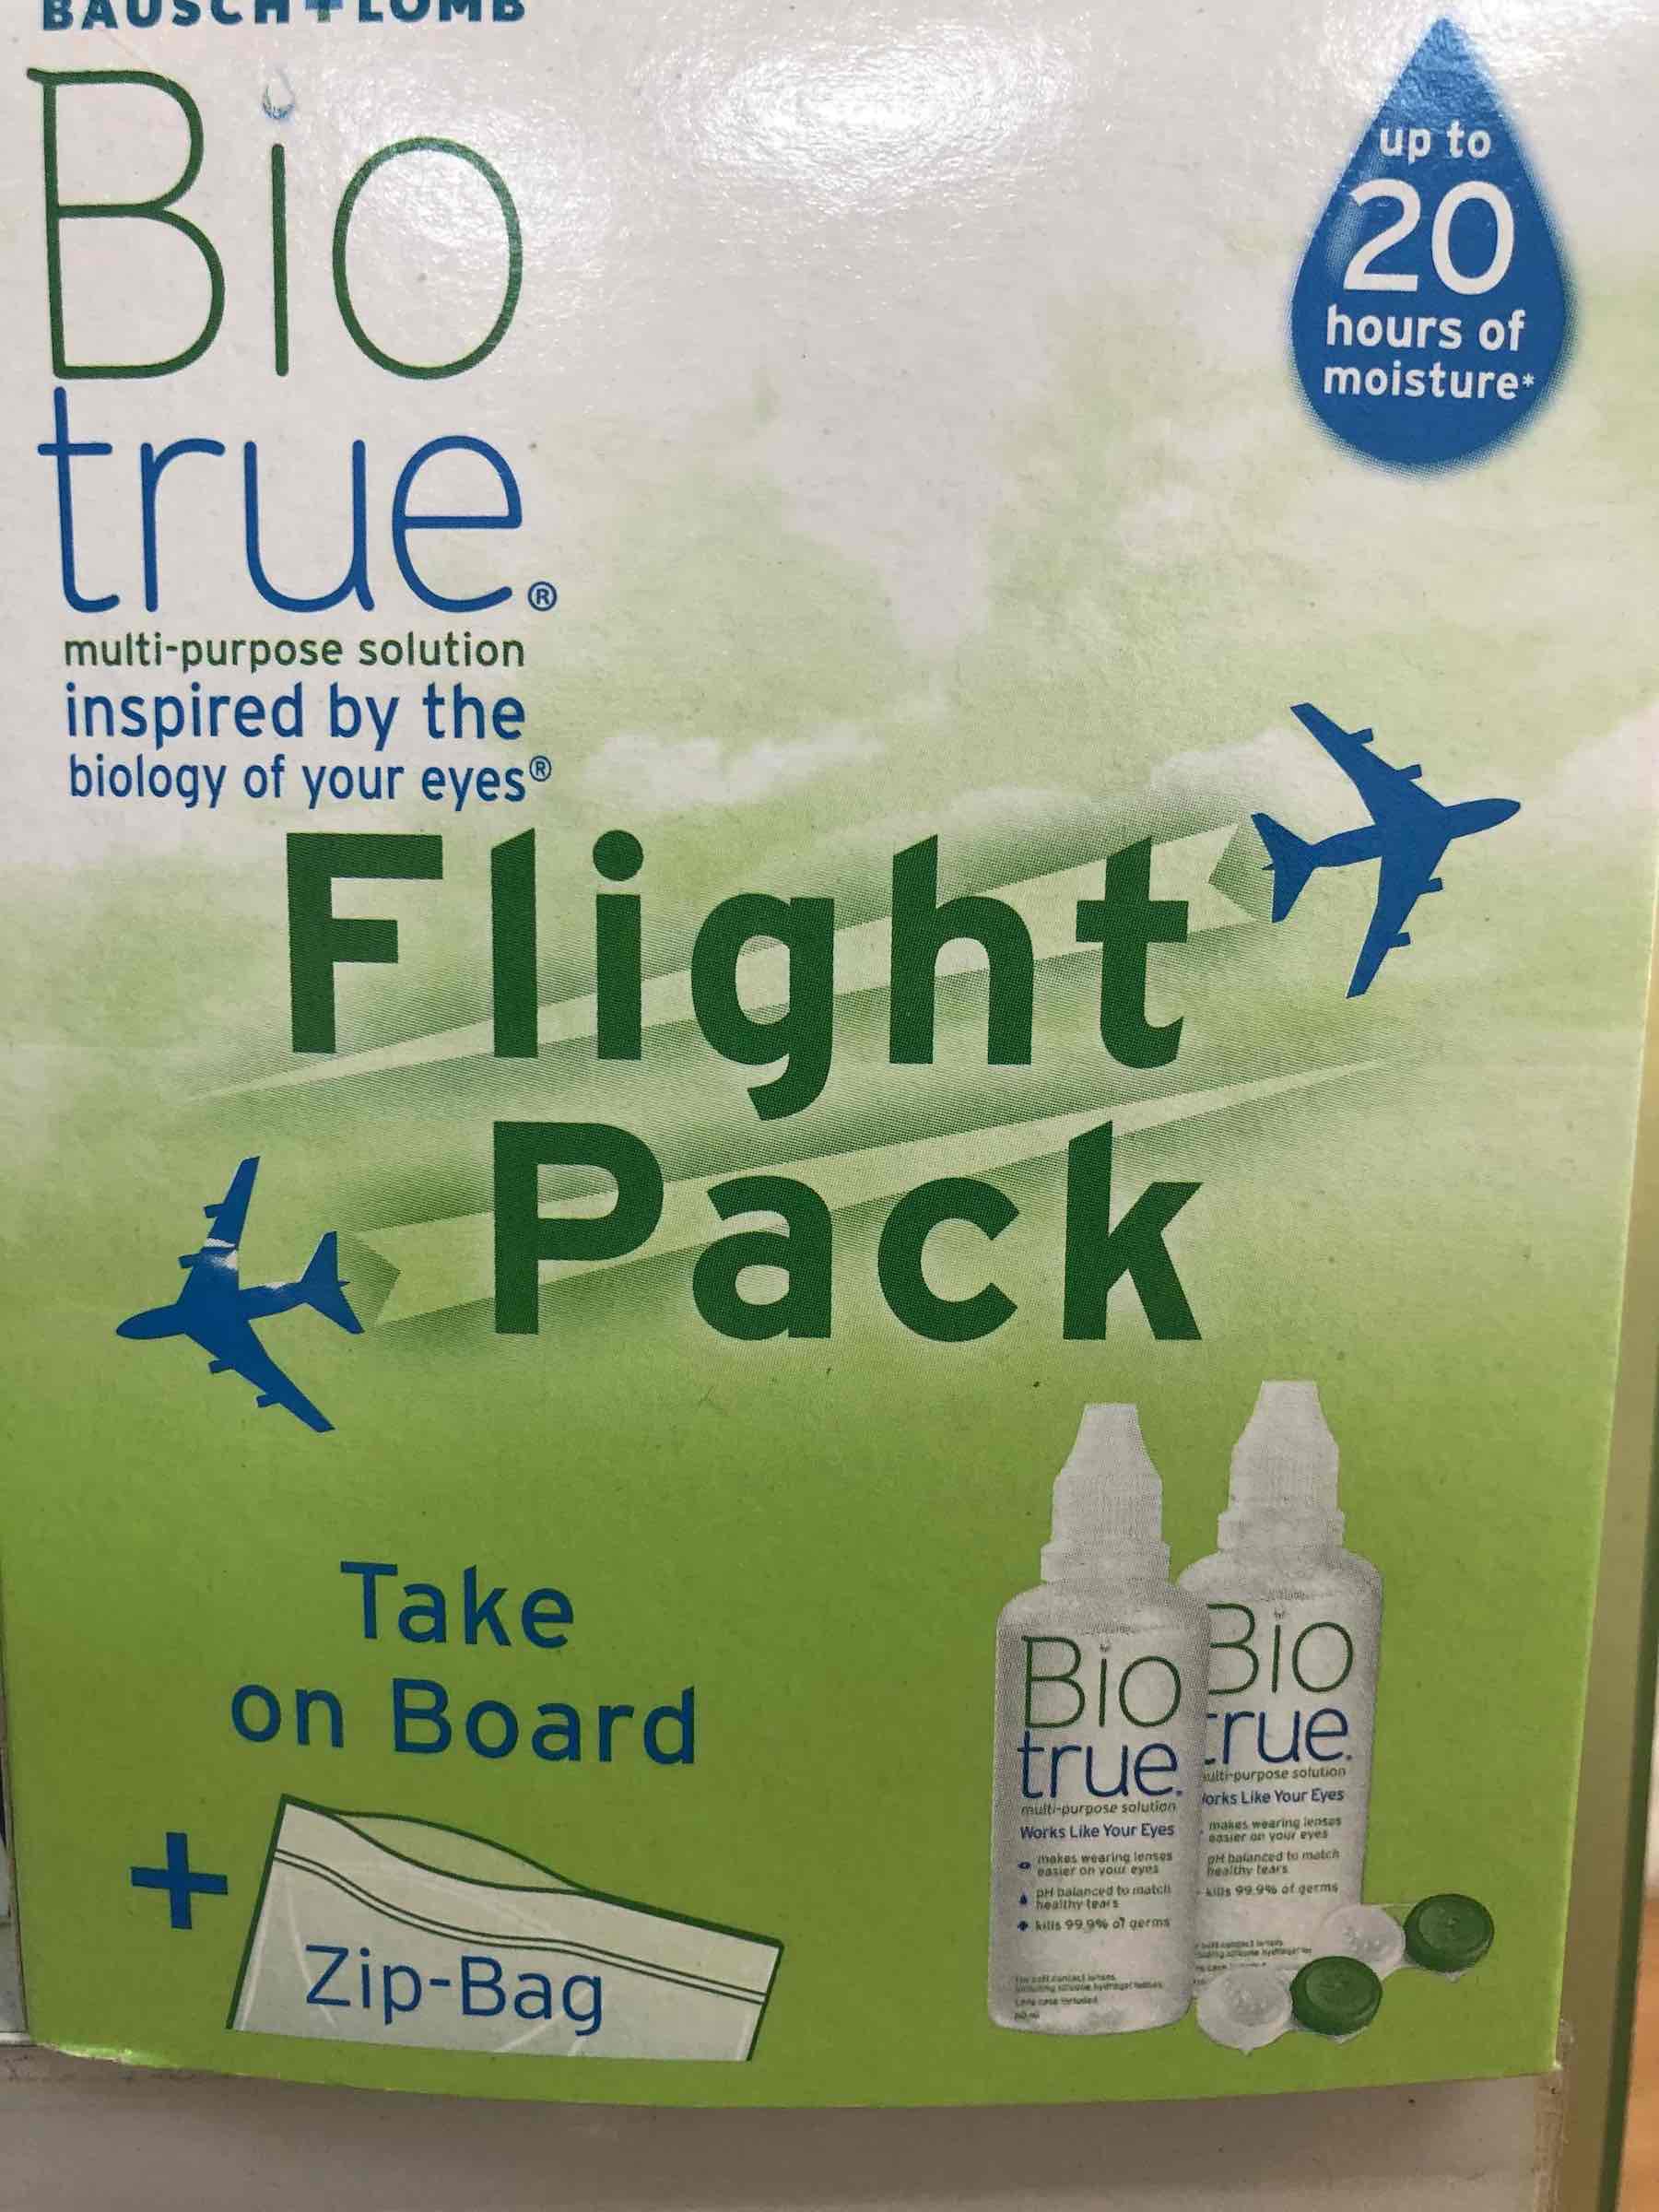 BAUSCH+LOMB
Bio
true®
multi-purpose solution
inspired by the
biology of your eyes®
up to
20
hours of
moisture*
Flight
Pack
Take
on Board
+
Zip-Bag
Bio
true.
multi-purpose solution
Works Like Your Eyes
makes wearing lenses
easier on your eyes
pH balanced to match
healthy tears
kills 99.9% of germs
Bio
true.
multi-purpose solution
Works Like Your Eyes
makes wearing lenses
easier on your eyes
pH balanced to match
healthy tears
kills 99.9% of germs